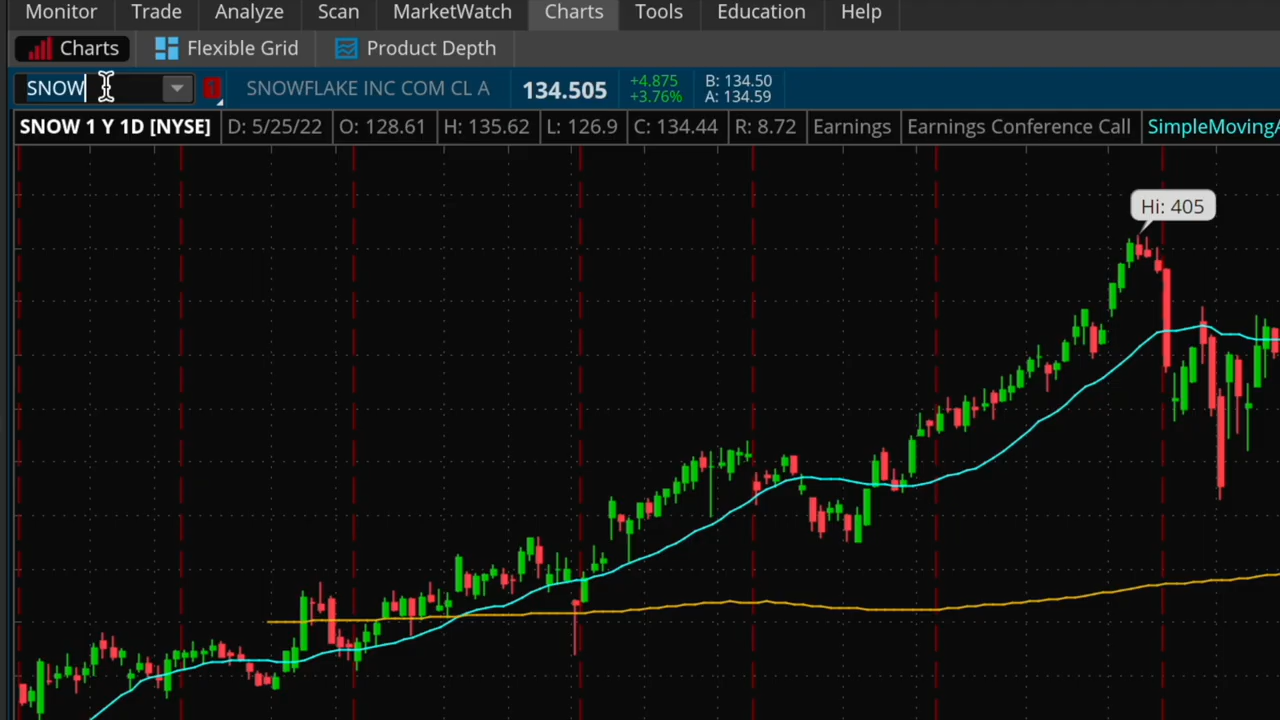 Monitor Trade Analyze Scan MarketWatch Charts Tools Education Help
Charts Flexible Grid Product Depth
SNOW 1 SNOWFLAKE INC COM CL A 134.505 +4.875 B: 134.50
+3.76% A: 134.59
SNOW 1 Y 1D [NYSE] D: 5/25/22 O: 128.61 H: 135.62 L: 126.9 C: 134.44 R: 8.72 Earnings Earnings Conference Call SimpleMovingA
Hi: 405